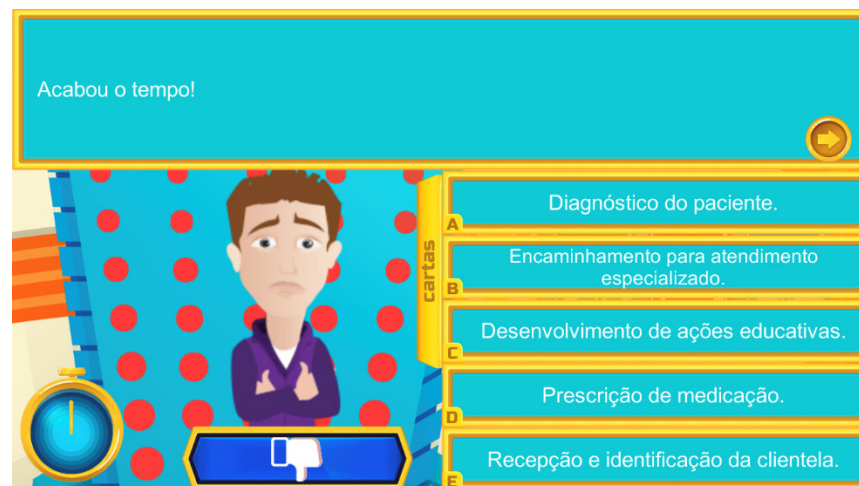 Acabou o tempo!
cartas
A
Diagnóstico do paciente.
B
Encaminhamento para atendimento
especializado.
C
Desenvolvimento de ações educativas.
D
Prescrição de medicação.
E
Recepção e identificação da clientela.